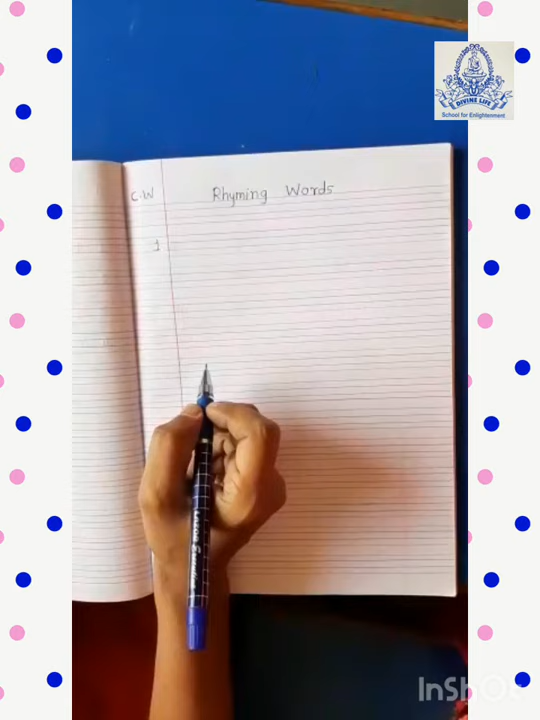 DIVINE LIFE
School for Enlightenment
C.W Rhyming Words
1
InShOt